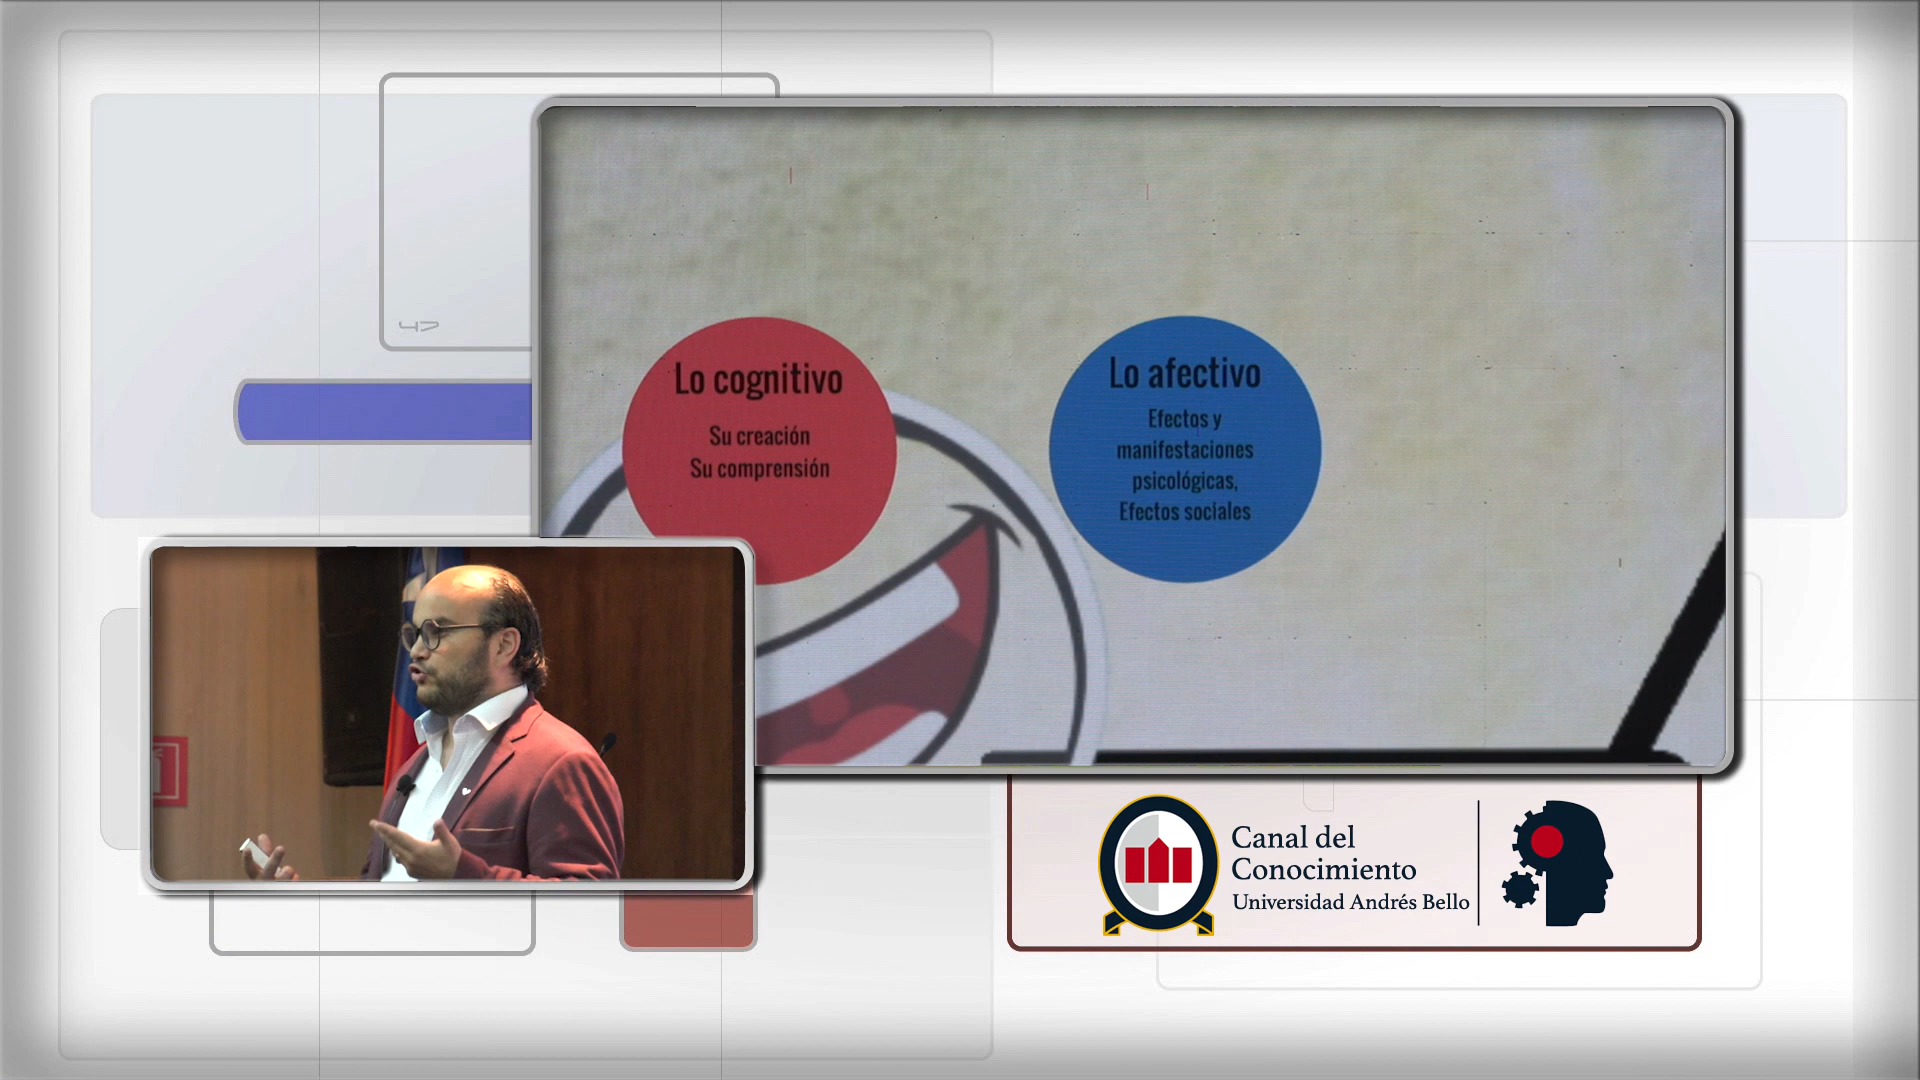 Lo cognitivo
Su creación
Su comprensión
Lo afectivo
Efectos y
manifestaciones
psicológicas,
Efectos sociales
Canal del
Conocimiento
Universidad Andrés Bello